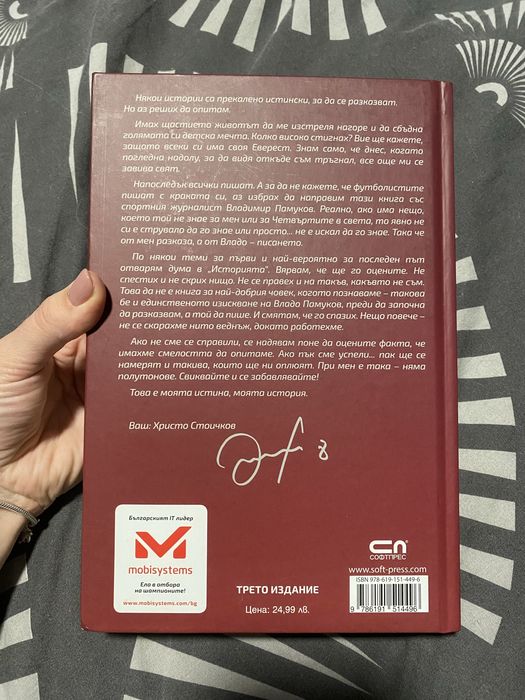 Някои истории са прекалено истински, за да се разказват.
Но аз реших да опитам.
Имах щастието животът да ме изстреля нагоре и да сбъдна
голямата си детска мечта. Колко високо стигнах? Вие ще кажете,
защото всеки си има своя Еверест. Знам само, че днес, когато
погледна надолу, за да видя откъде съм тръгнал, все още ми се
завива свят.
Напоследък всички пишат. А за да не кажете, че футболистите
пишат с краката си, аз избрах да направим тази книга със
спортния журналист Владимир Памуков. Реално, ако има нещо,
което той не знае за мен или за Четвъртите в света, то явно не
си е струвало да го знае или просто... не е искал да го знае. Така че
от мен разказа, а от Владо – писането.
По някои теми за първи и най-вероятно за последен път
отварям дума в „Историята". Вярвам, че ще го оцените. Не
спестих и не скрих нищо. Не се правех и на такъв, какъвто не съм.
Това да не е книга за най-добрия човек, когото познаваме – такова
бе и единственото изискване на Владо Памуков, преди да започна
да разказвам, а той да пише. И смятам, че го спазих. Нещо повече –
не се скарахме нито веднъж, докато работехме.
Ако не сме се справили, се надявам поне да оцените факта, че
имахме смелостта да опитаме. Ако пък сме успели... пак ще се
намерят и такива, които ще ни оплюят. При мен е така – няма
полутонове. Свиквайте и се забавлявайте!
Това е моята истина, моята история.
Ваш: Христо Стоичков
8
Българският IT лидер
mobisystems
Ела в отбора
на шампионите!
www.mobisystems.com/bg
ТРЕТО ИЗДАНИЕ
Цена: 24,99 лв.
СОФТПРЕС
www.soft-press.com
ISBN 978-619-151-449-6
9 786191 514496